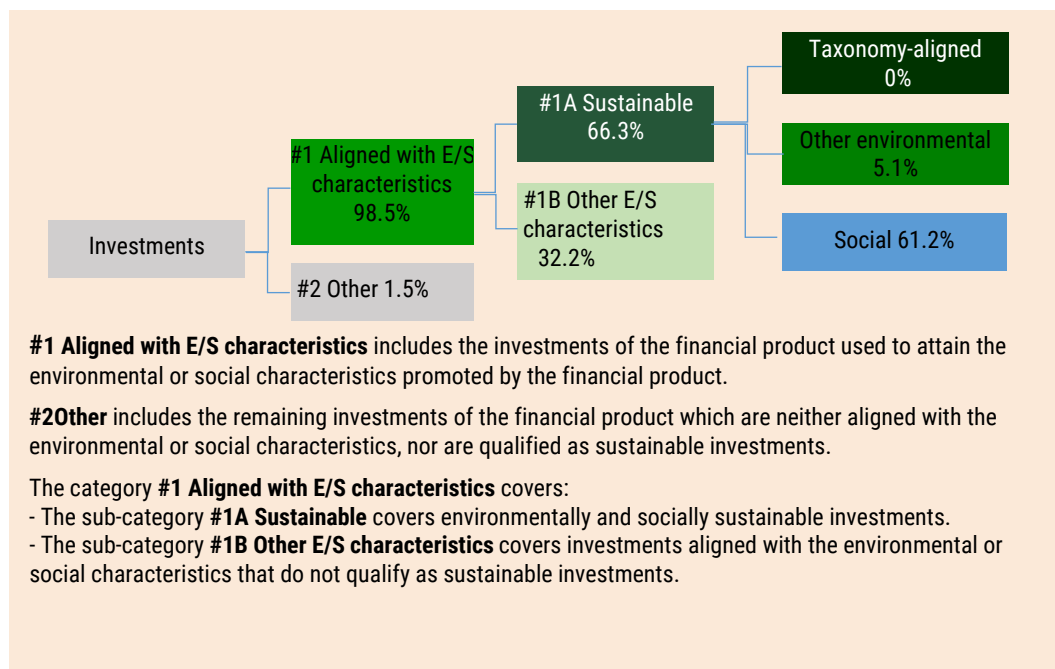 Taxonomy-aligned
0%
#1A Sustainable
66.3%
Other environmental
5.1%
#1 Aligned with E/S
characteristics
98.5%
#1B Other E/S
characteristics
32.2%
Investments
Social 61.2%
#2 Other 1.5%
#1 Aligned with E/S characteristics includes the investments of the financial product used to attain the
environmental or social characteristics promoted by the financial product.
#2Other includes the remaining investments of the financial product which are neither aligned with the
environmental or social characteristics, nor are qualified as sustainable investments.
The category #1 Aligned with E/S characteristics covers:
- The sub-category #1A Sustainable covers environmentally and socially sustainable investments.
- The sub-category #1B Other E/S characteristics covers investments aligned with the environmental or
social characteristics that do not qualify as sustainable investments.